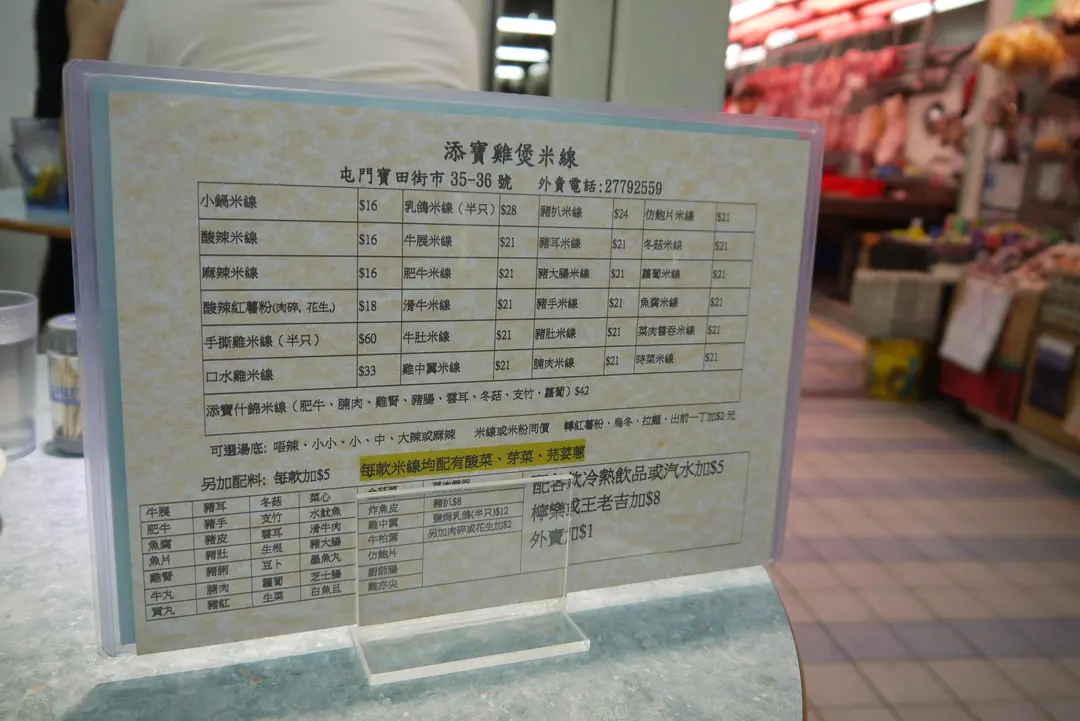 添寶雞煲米線
屯門寶田街市 35-36 號 外賣電話:27792559
小鍋米線 $16 乳鴿米線（半只） $28 豬扒米線 $24 仿鮑片米線 $21
酸辣米線 $16 牛展米線 $21 豬耳米線 $21 冬菇米線 $21
麻辣米線 $16 肥牛米線 $21 豬大腸米線 $21 蘿蔔米線 $21
酸辣紅薯粉(肉碎, 花生,) $18 滑牛米線 $21 豬手米線 $21 魚腐米線 $21
手撕雞米線（半只） $60 牛肚米線 $21 豬肚米線 $21 菜肉雲吞米線 $21
口水雞米線 $33 雞中翼米線 $21 腩肉米線 $21 時菜米線 $21
添寶什錦米線（肥牛、腩肉、雞腎、豬腸、雲耳、冬菇、支竹、蘿蔔）$42
可選湯底: 唔辣、小小、小、中、大辣或麻辣 米線或米粉同價 轉紅薯粉、烏冬、拉麵、出前一丁加$2 元
每款米線均配有酸菜、芽菜、芫荽蔥
另加配料; 每款加$5
牛展 豬耳 冬菇 菜心
肥牛 豬手 支竹 水魷魚 炸魚皮 豬扒$8
魚腐 豬皮 雲耳 滑牛肉 雞中翼 鹽焗乳鴿(半只)$12
魚片 豬肚 生根 豬大腸 牛柏葉 另加肉碎或花生加$2
雞腎 豬脷 豆卜 墨魚丸 仿鮑片
牛丸 腩肉 蘿蔔 芝士腸 廚師腸
貢丸 豬紅 生菜 白魚旦 雞亦尖
配各款冷熱飲品或汽水加$5
檸樂或王老吉加$8
外賣加$1